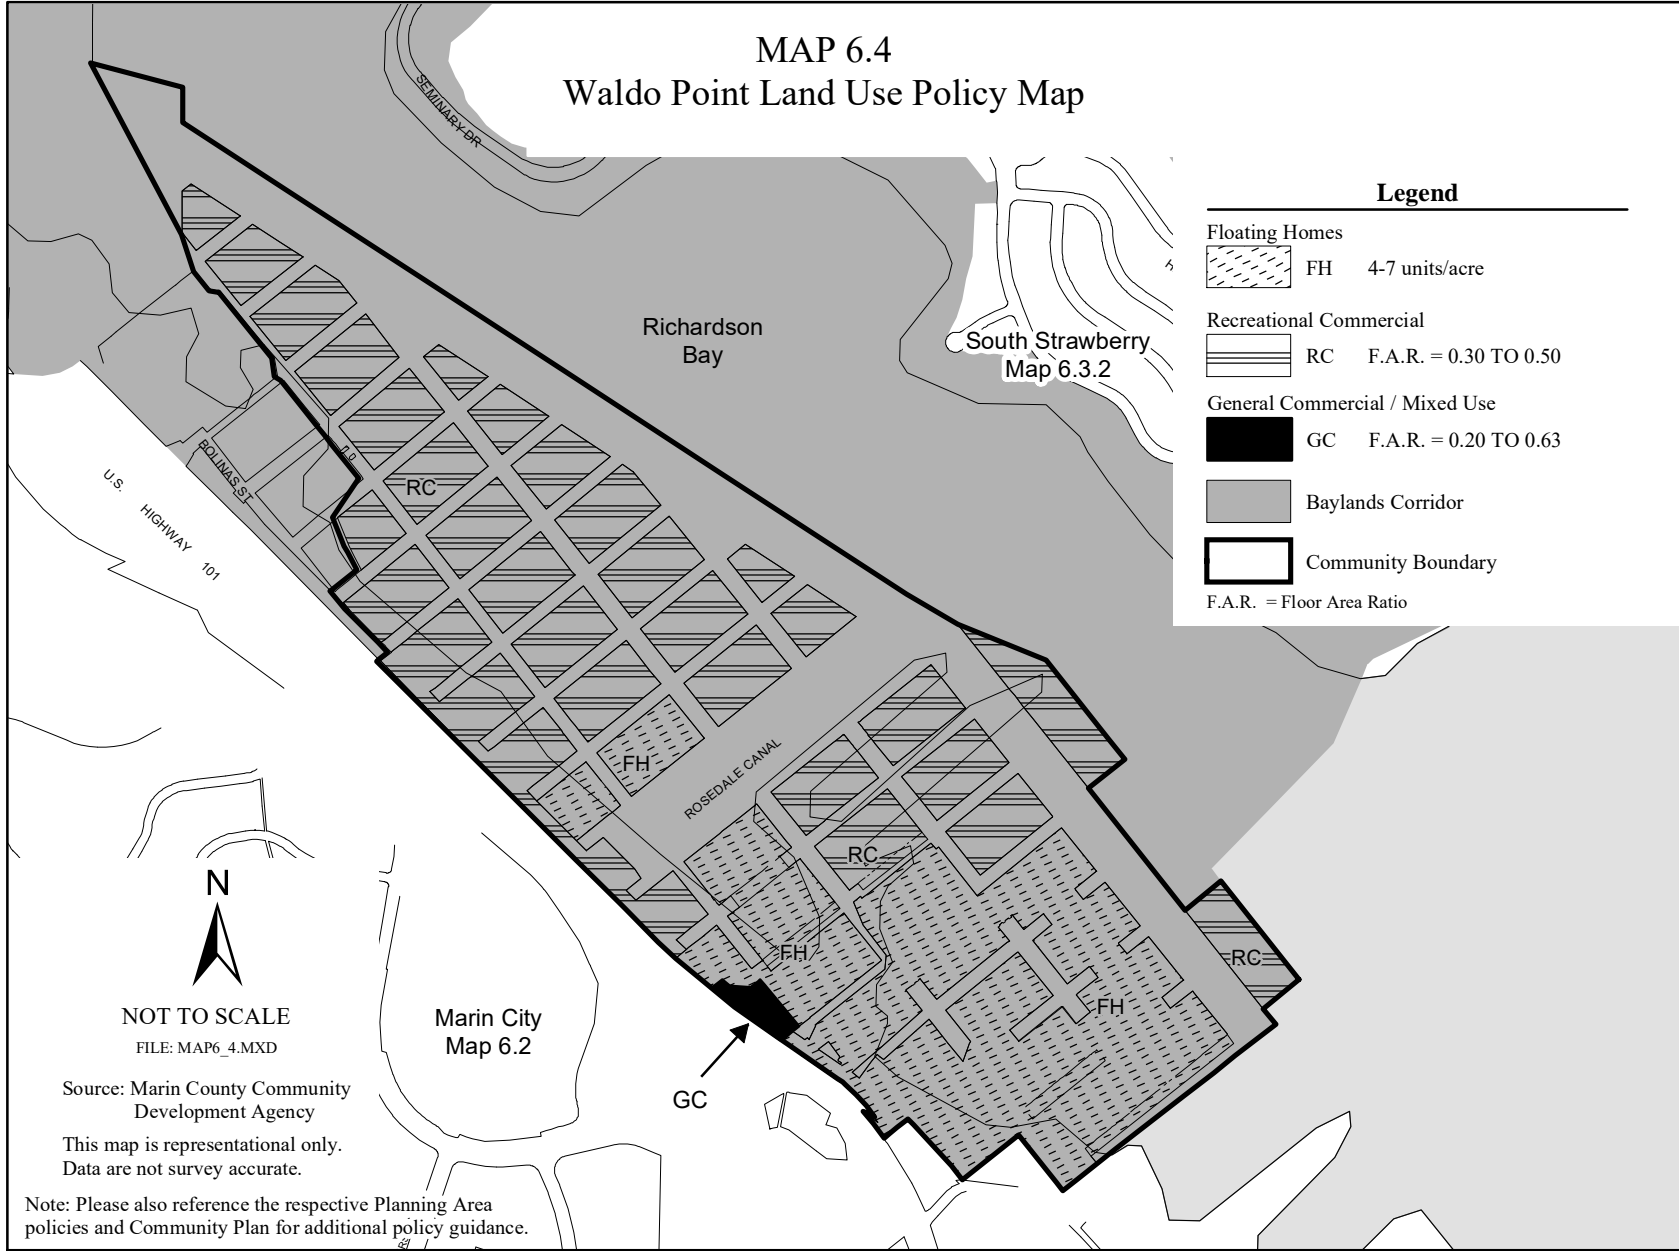 MAP 6.4
Waldo Point Land Use Policy Map
SEMINARY DR
Legend
Floating Homes
FH 4-7 units/acre
Recreational Commercial
RC F.A.R. = 0.30 TO 0.50
General Commercial / Mixed Use
GC F.A.R. = 0.20 TO 0.63
Baylands Corridor
Community Boundary
F.A.R. = Floor Area Ratio
Richardson
Bay
South Strawberry
Map 6.3.2
BOLINAS ST
U.S. HIGHWAY 101
RC
FH
ROSEDALE CANAL
RC
FH
RC
FH
GC
Marin City
Map 6.2
N
NOT TO SCALE
FILE: MAP6_4.MXD
Source: Marin County Community
Development Agency
This map is representational only.
Data are not survey accurate.
Note: Please also reference the respective Planning Area
policies and Community Plan for additional policy guidance.